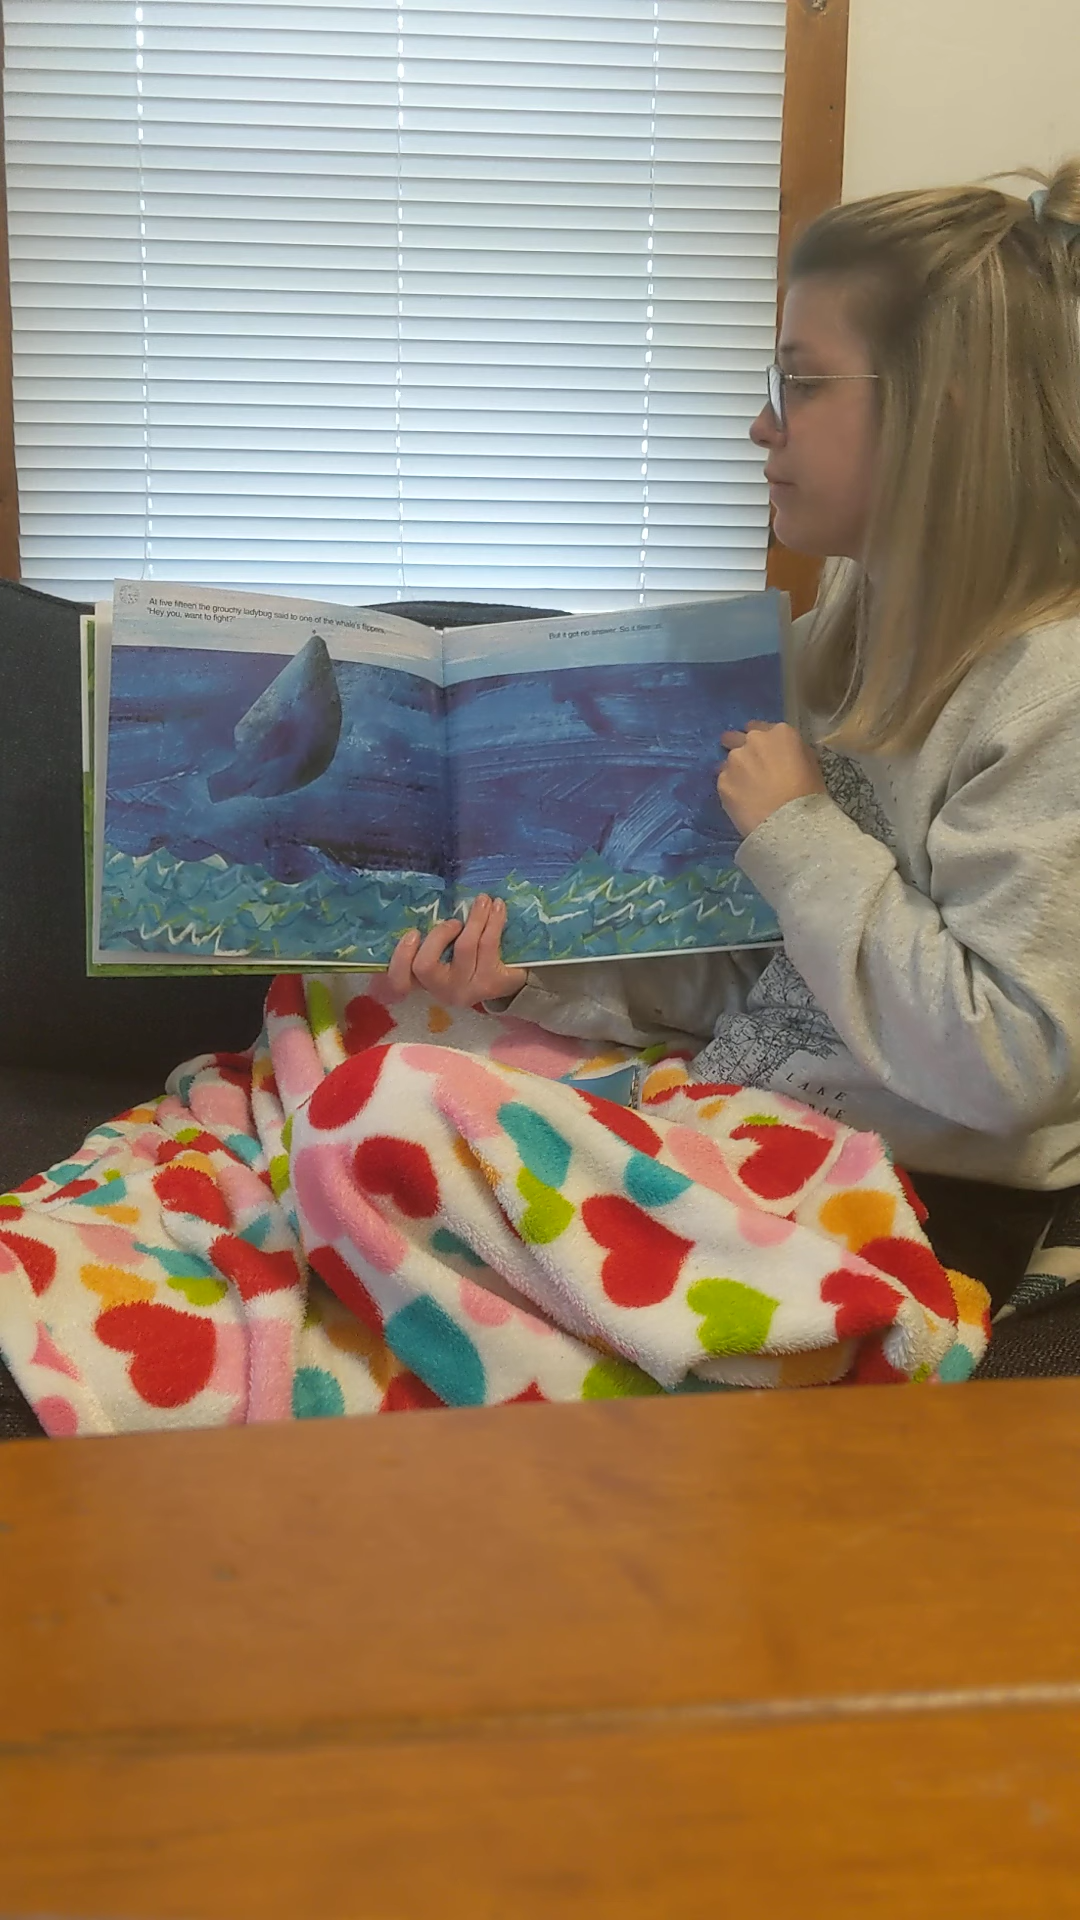 At five fifteen the grouchy ladybug said to one of the whale's flippers,
"Hey you, want to fight?"
But it got no answer. So it flew on.
LAKE